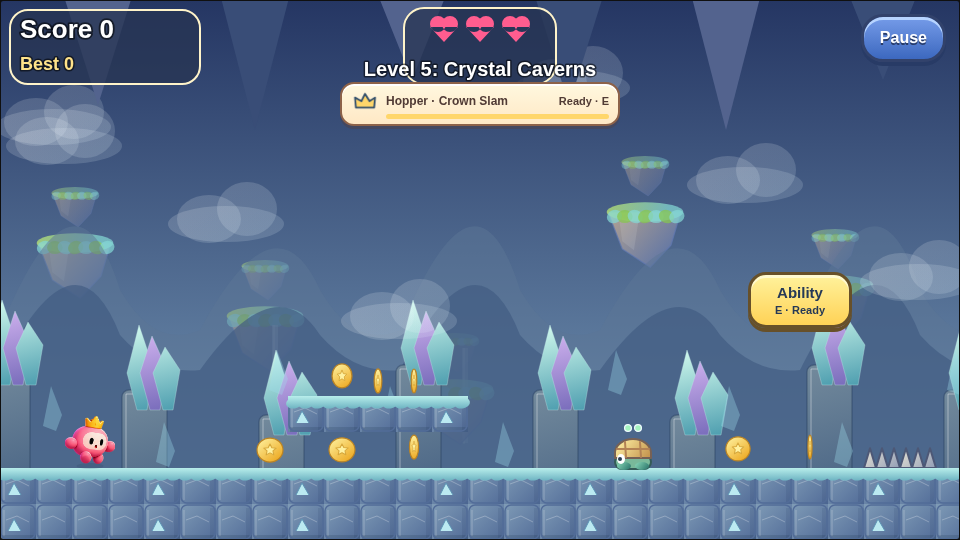 Score 0
Best 0
Level 5: Crystal Caverns
Hopper · Crown Slam
Ready · E
Pause
Ability
E · Ready